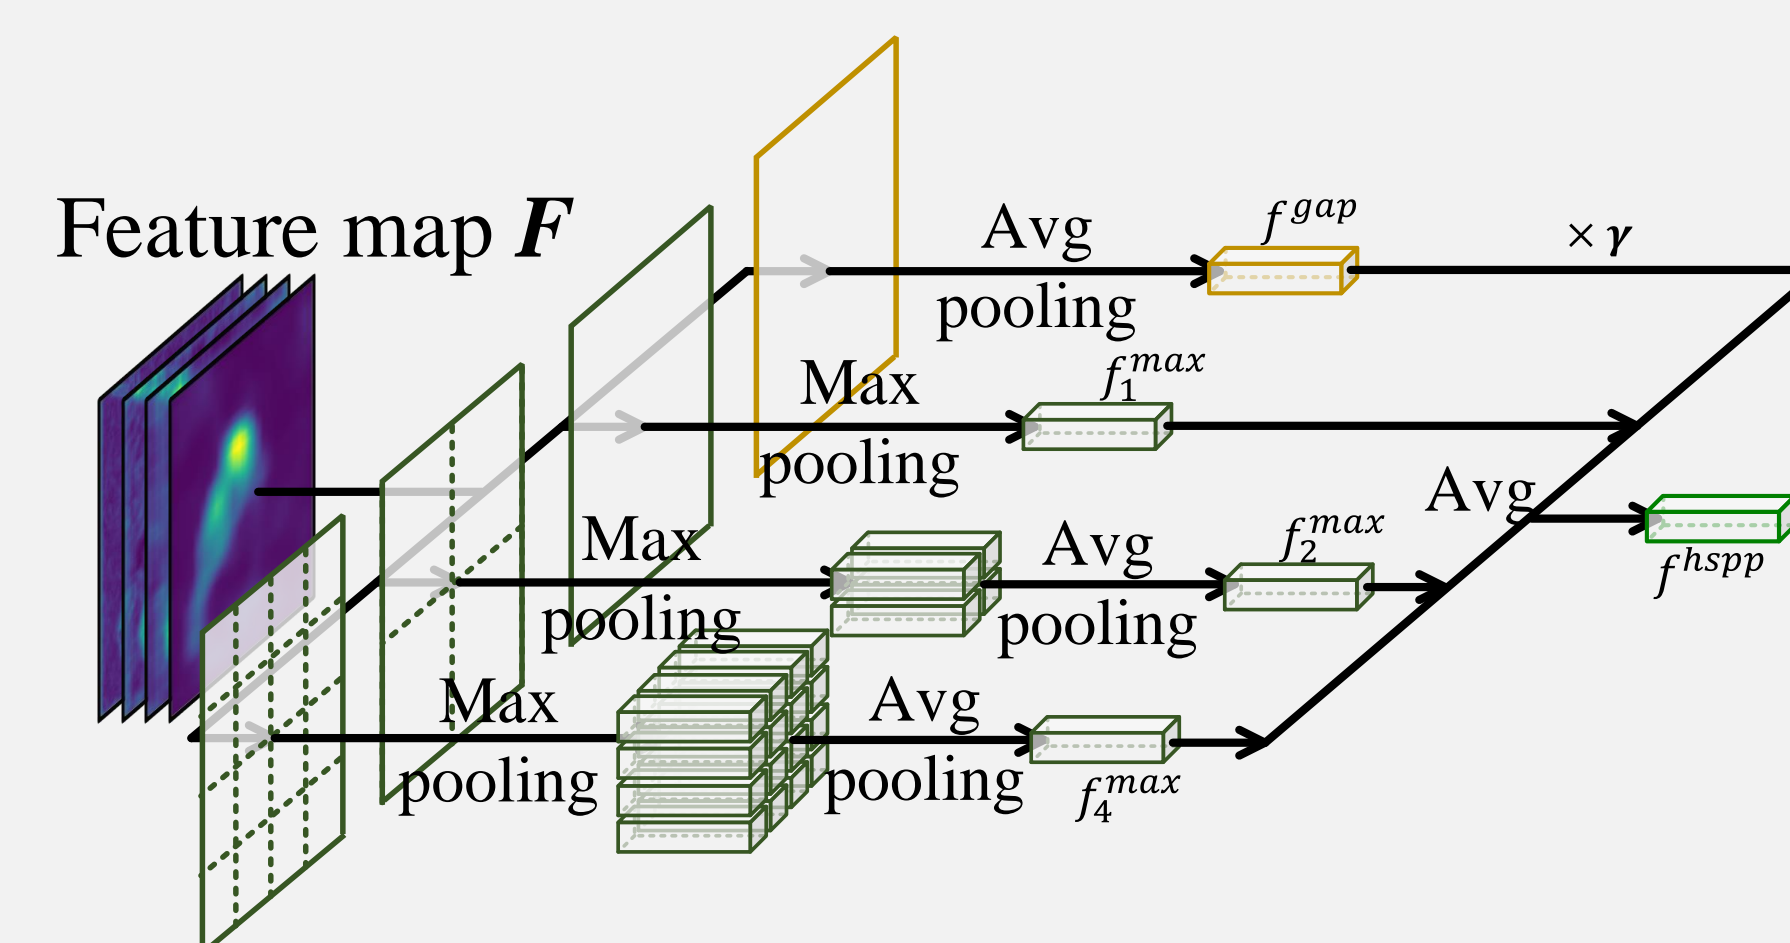 Feature map F
Avg
pooling
f^{gap}
× γ
Max
pooling
f_1^{max}
Max
pooling
Avg
pooling
f_2^{max}
Avg
f^{hspp}
Max
pooling
Avg
pooling
f_4^{max}